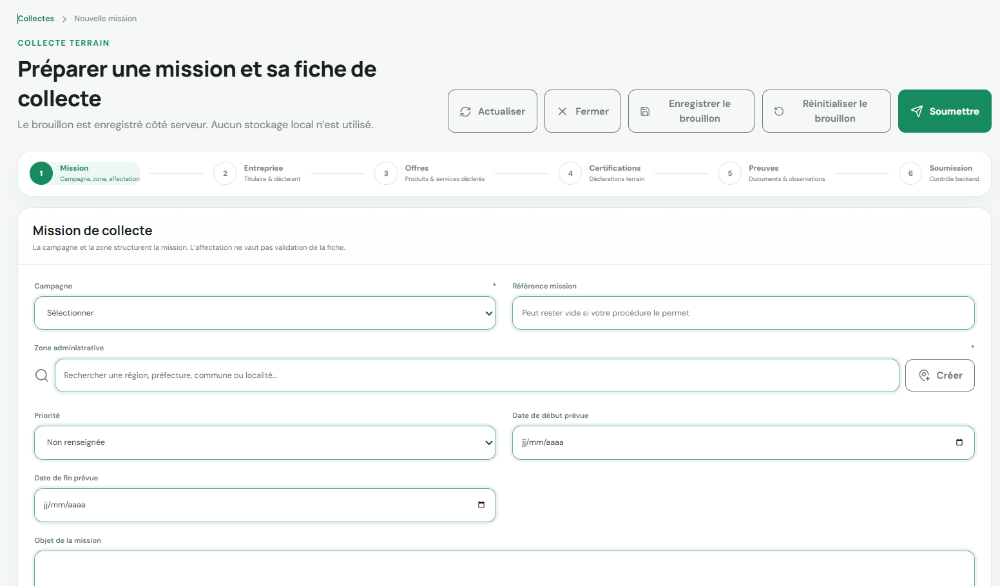 Collectes > Nouvelle mission
COLLECTE TERRAIN
Préparer une mission et sa fiche de
collecte
Le brouillon est enregistré côté serveur. Aucun stockage local n’est utilisé.
Actualiser
Fermer
Enregistrer le
brouillon
Réinitialiser le
brouillon
Soumettre
1
Mission
Campagne, zone, affectation
2
Entreprise
Titulaire & déclarant
3
Offres
Produits & services déclarés
4
Certifications
Déclarations terrain
5
Preuves
Documents & observations
6
Soumission
Contrôle backend
Mission de collecte
La campagne et la zone structurent la mission. L’affectation ne vaut pas validation de la fiche.
Campagne *
Sélectionner
Référence mission
Peut rester vide si votre procédure le permet
Zone administrative *
Rechercher une région, préfecture, commune ou localité…
Créer
Priorité
Non renseignée
Date de début prévue
jj/mm/aaaa
Date de fin prévue
jj/mm/aaaa
Objet de la mission